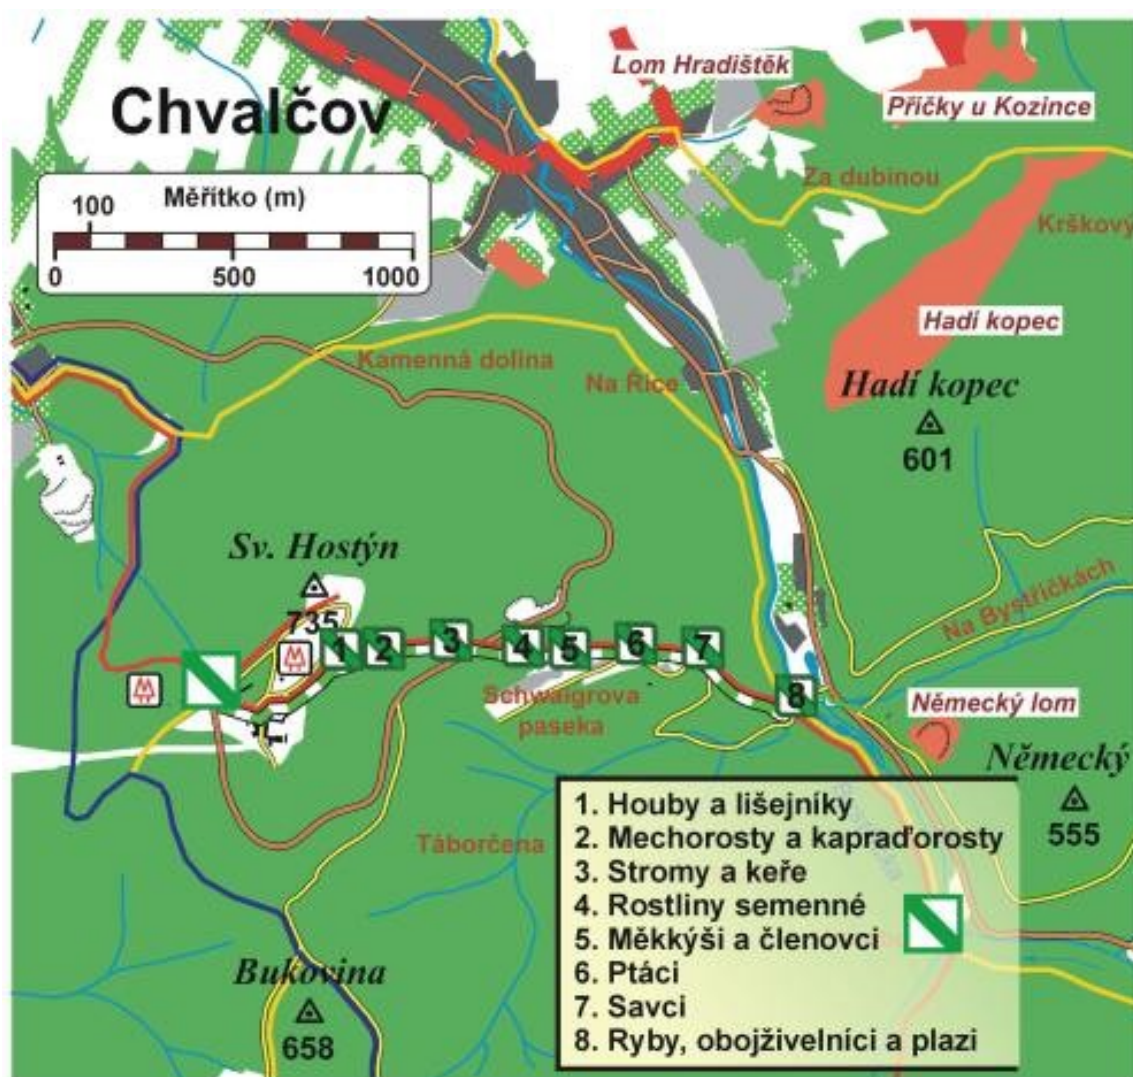 Lom Hradištěk
Chvalčov
Příčky u Kozince
Měřítko (m)
100
0 500 1000
Za dubinou
Krškový
Hadí kopec
Kamenná dolina
Na Říce
Hadí kopec
601
Sv. Hostýn
735
Na Bystřičkách
1 2 3 4 5 6 7
8
Schwaigrova
paseka
Německý lom
Německý
555
Táborčena
1. Houby a lišejníky
2. Mechorosty a kapraďorosty
3. Stromy a keře
4. Rostliny semenné
5. Měkkýši a členovci
6. Ptáci
7. Savci
8. Ryby, obojživelníci a plazi
Bukovina
658